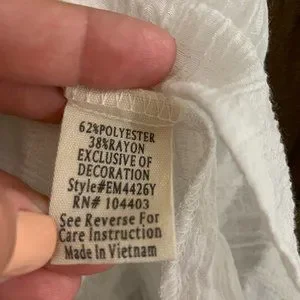 62%POLYESTER
38%RAYON
EXCLUSIVE OF
DECORATION
Style#EM4426Y
RN# 104403
See Reverse For
Care Instruction
Made in Vietnam